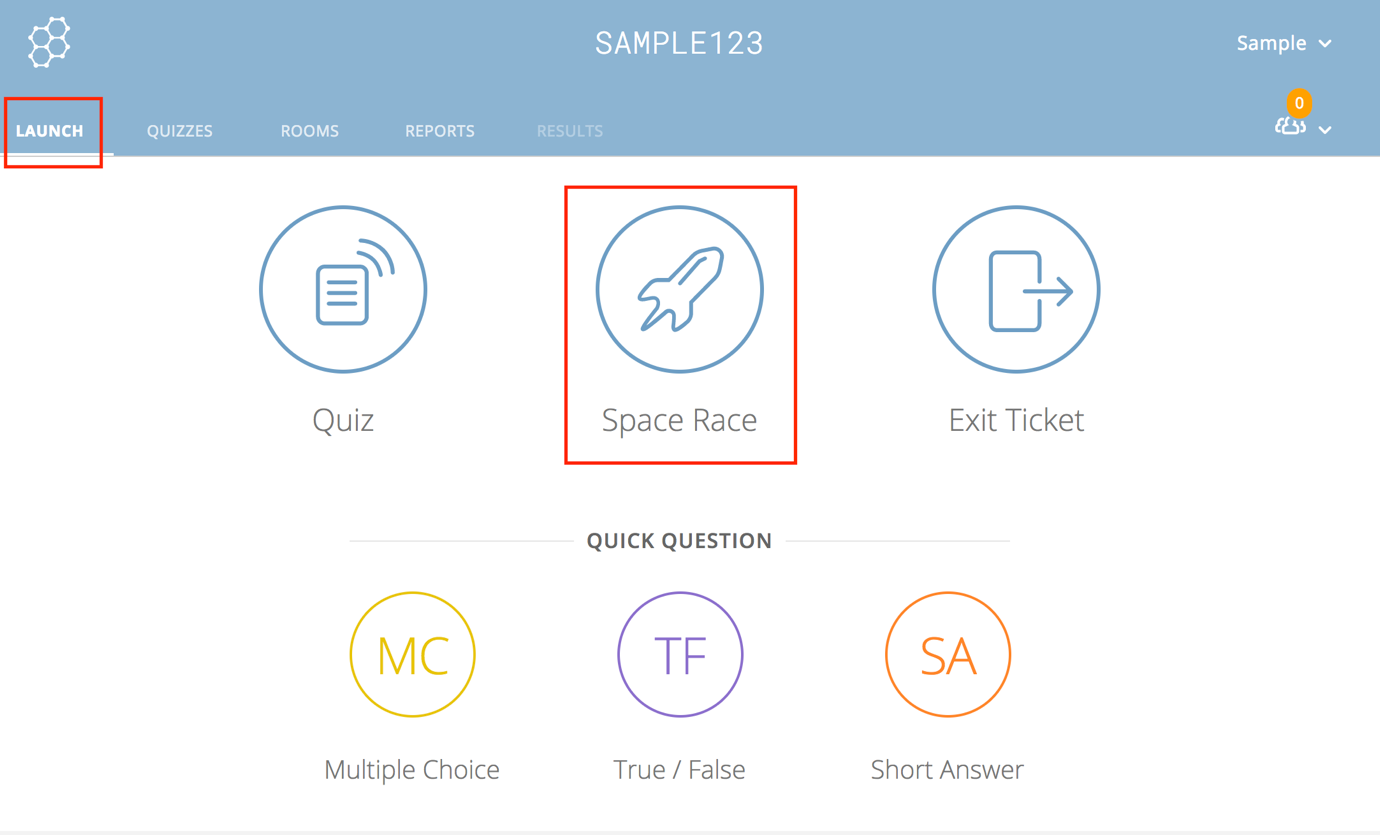 SAMPLE123
Sample
0
LAUNCH QUIZZES ROOMS REPORTS RESULTS
Quiz Space Race Exit Ticket
QUICK QUESTION
MC TF SA
Multiple Choice True / False Short Answer